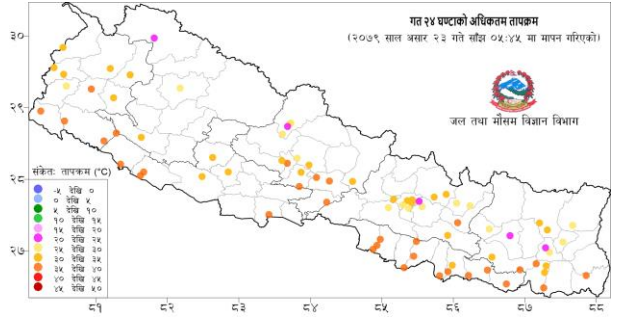 गत २४ घण्टाको अधिकतम तापक्रम
(२०७९ साल असार २३ गते साँझ ०५:४५ मा मापन गरिएको)
जल तथा मौसम विज्ञान विभाग
३०
२९
२८
२७
संकेतः तापकम (°C)
-५ देखि ०
० देखि ५
५ देखि १०
१० देखि १५
१५ देखि २०
२० देखि २५
२५ देखि ३०
३० देखि ३५
३५ देखि ४०
४० देखि ४५
४५ देखि ५०
८१ ८२ ८३ ८४ ८५ ८६ ८७ ८८